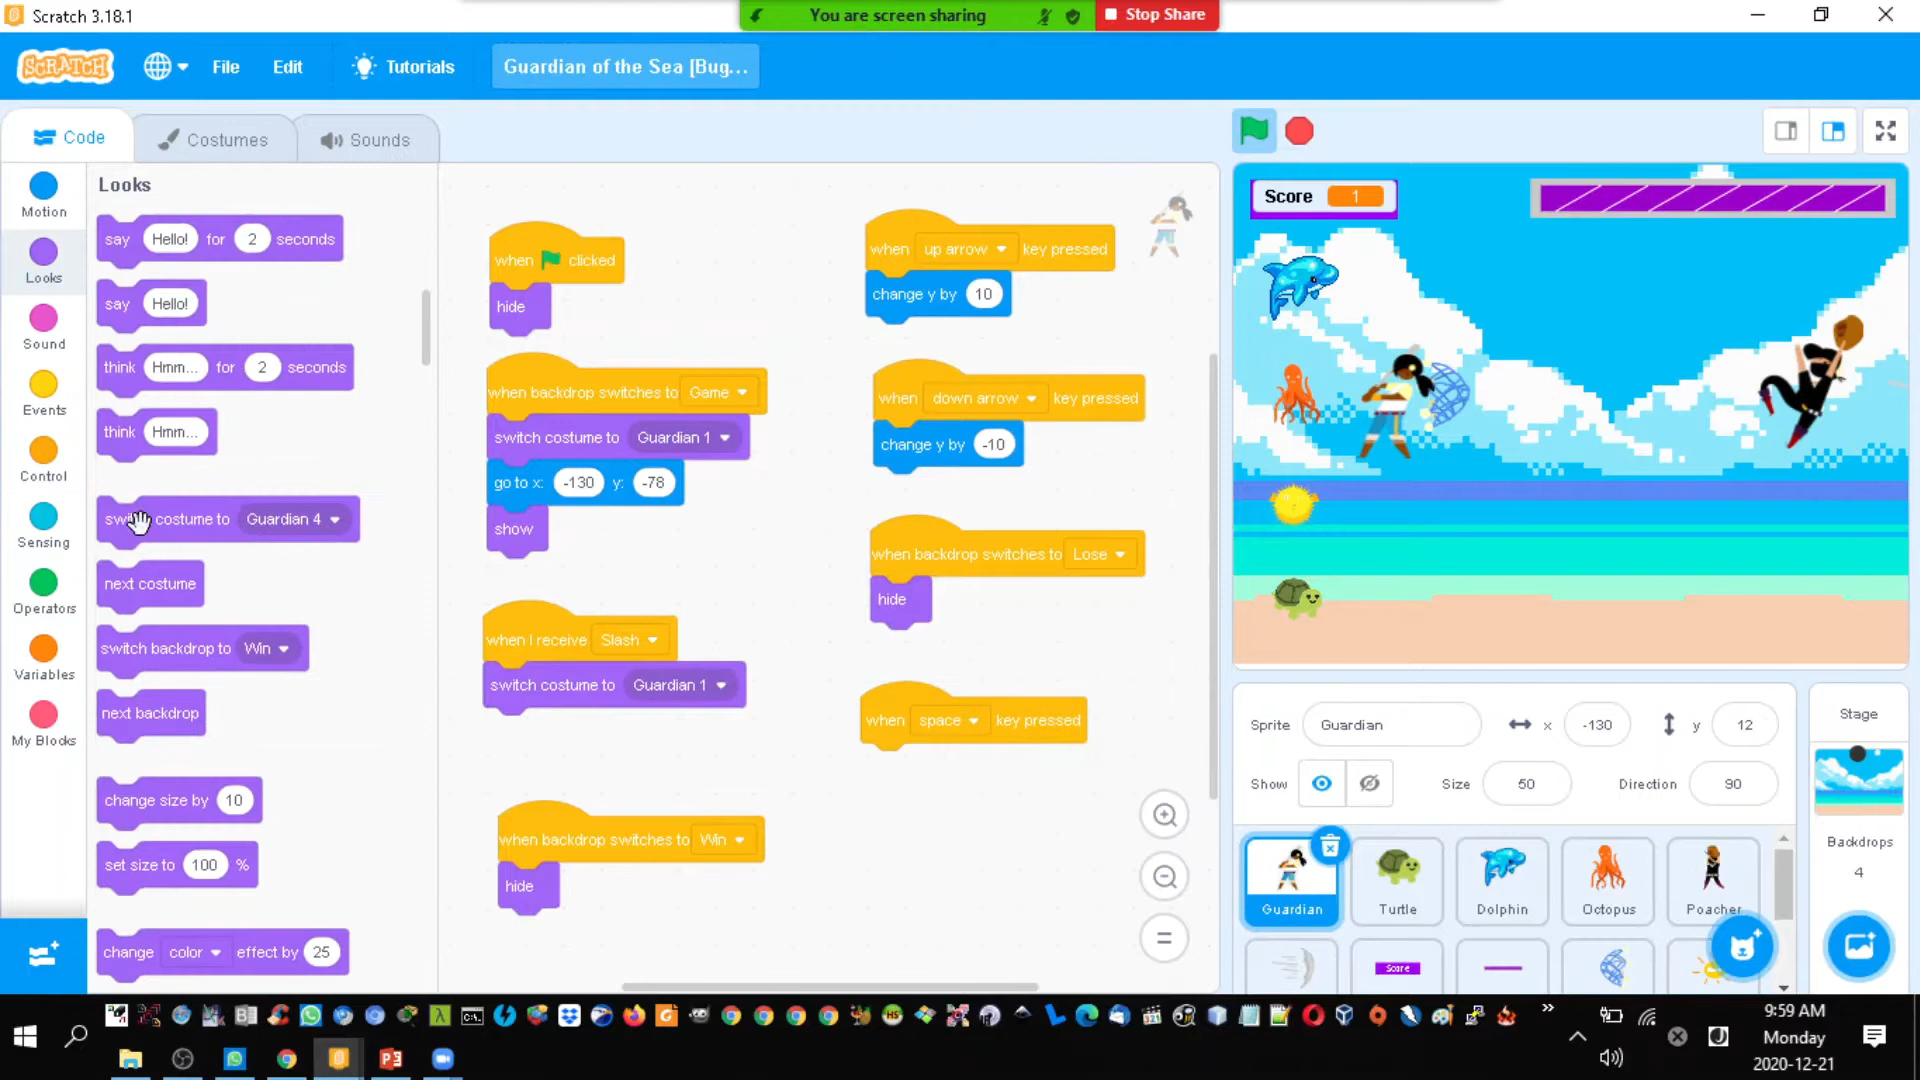 Scratch 3.18.1
You are screen sharing
Stop Share
SCRATCH
File
Edit
Tutorials
Guardian of the Sea [Bug...
Code
Costumes
Sounds
Motion
Looks
Sound
Events
Control
Sensing
Operators
Variables
My Blocks
Looks
say Hello! for 2 seconds
say Hello!
think Hmm... for 2 seconds
think Hmm...
switch costume to Guardian 4
next costume
switch backdrop to Win
next backdrop
change size by 10
set size to 100 %
change color effect by 25
when clicked
hide
when backdrop switches to Game
switch costume to Guardian 1
go to x: -130 y: -78
show
when I receive Slash
switch costume to Guardian 1
when backdrop switches to Win
hide
when up arrow key pressed
change y by 10
when down arrow key pressed
change y by -10
when backdrop switches to Lose
hide
when space key pressed
Score 1
Sprite Guardian x -130 y 12
Show Size 50 Direction 90
Guardian
Turtle
Dolphin
Octopus
Poacher
Score
Stage
Backdrops
4
9:59 AM
Monday
2020-12-21